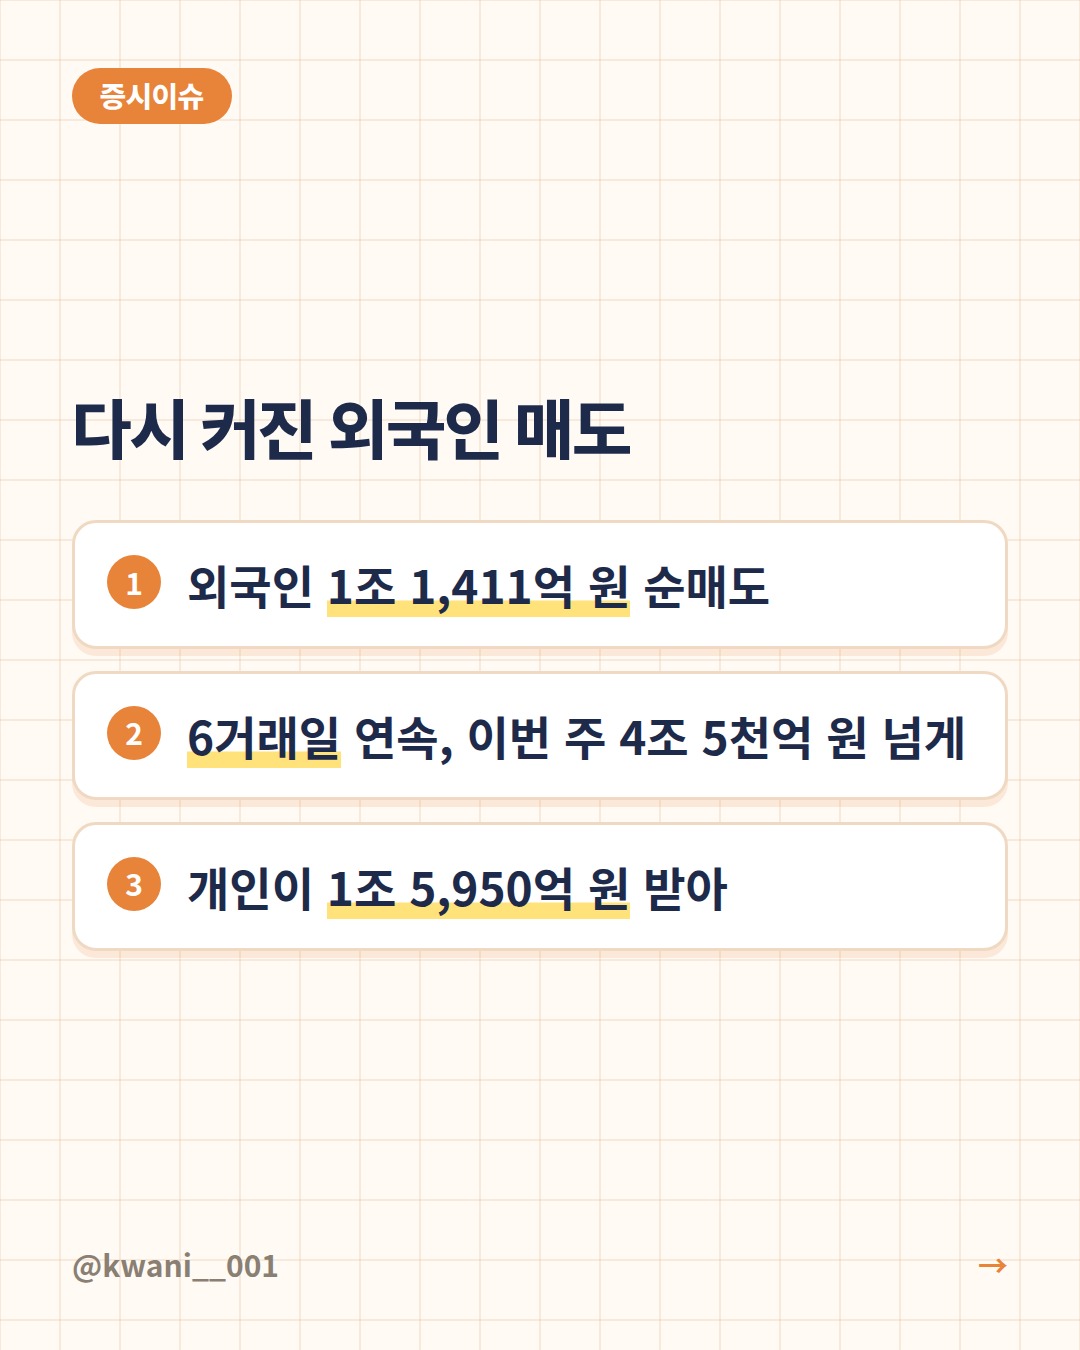 증시이슈
다시 커진 외국인 매도
1 외국인 1조 1,411억 원 순매도
2 6거래일 연속, 이번 주 4조 5천억 원 넘게
3 개인이 1조 5,950억 원 받아
@kwani__001 →